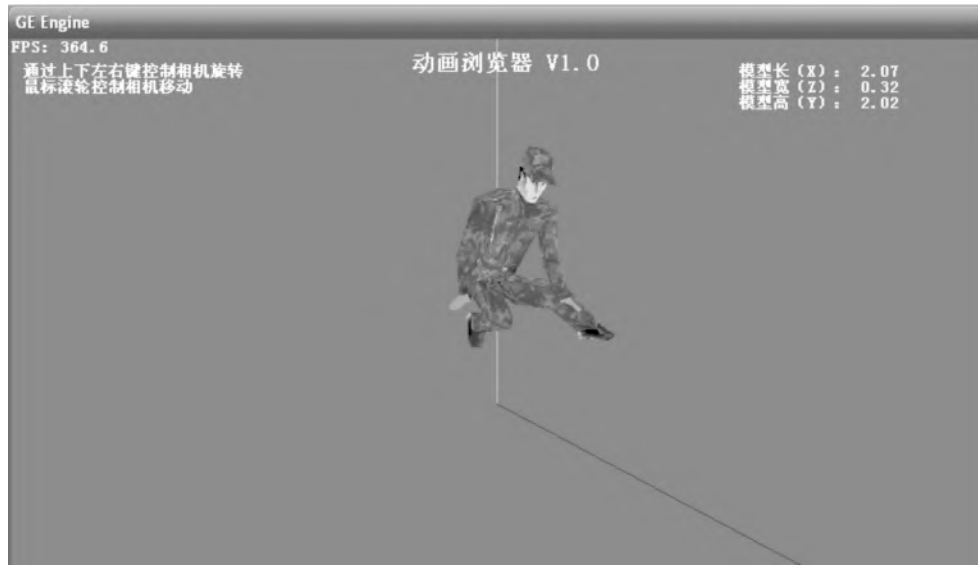 GE Engine
FPS: 364.6
动画浏览器 V1.0
通过上下左右键控制相机旋转
鼠标滚轮控制相机移动
模型长(X): 2.07
模型宽(Z): 0.32
模型高(Y): 2.02